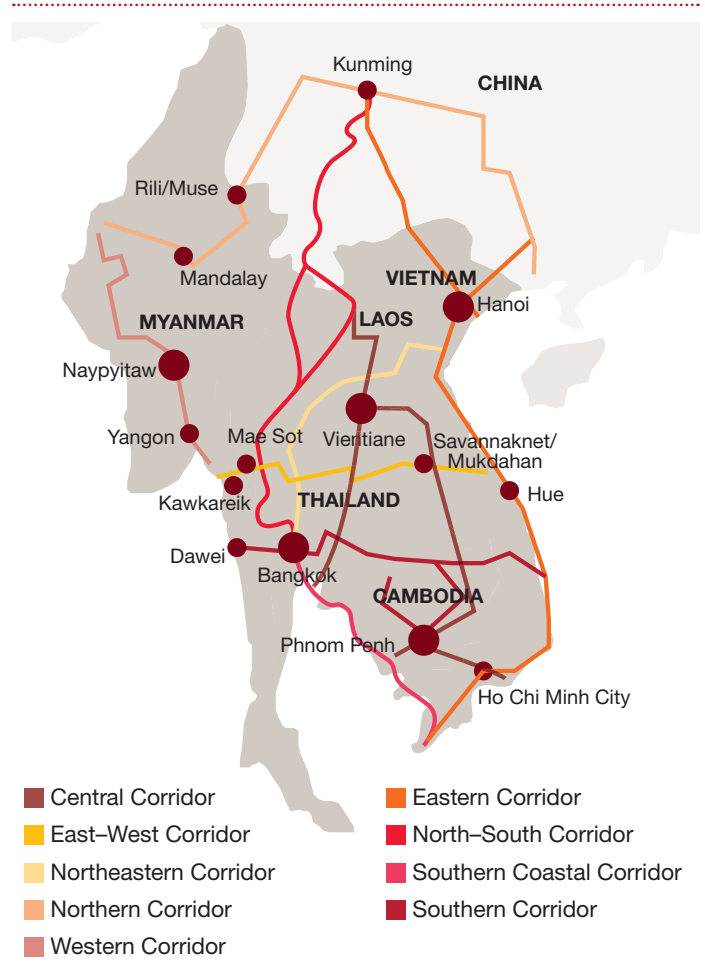 Kunming
CHINA
Rili/Muse
Mandalay
VIETNAM
Hanoi
MYANMAR
LAOS
Naypyitaw
Yangon
Mae Sot
Vientiane
Savannaknet/
Mukdahan
Kawkareik
THAILAND
Hue
Dawei
Bangkok
CAMBODIA
Phnom Penh
Ho Chi Minh City
Central Corridor
East–West Corridor
Northeastern Corridor
Northern Corridor
Western Corridor
Eastern Corridor
North–South Corridor
Southern Coastal Corridor
Southern Corridor